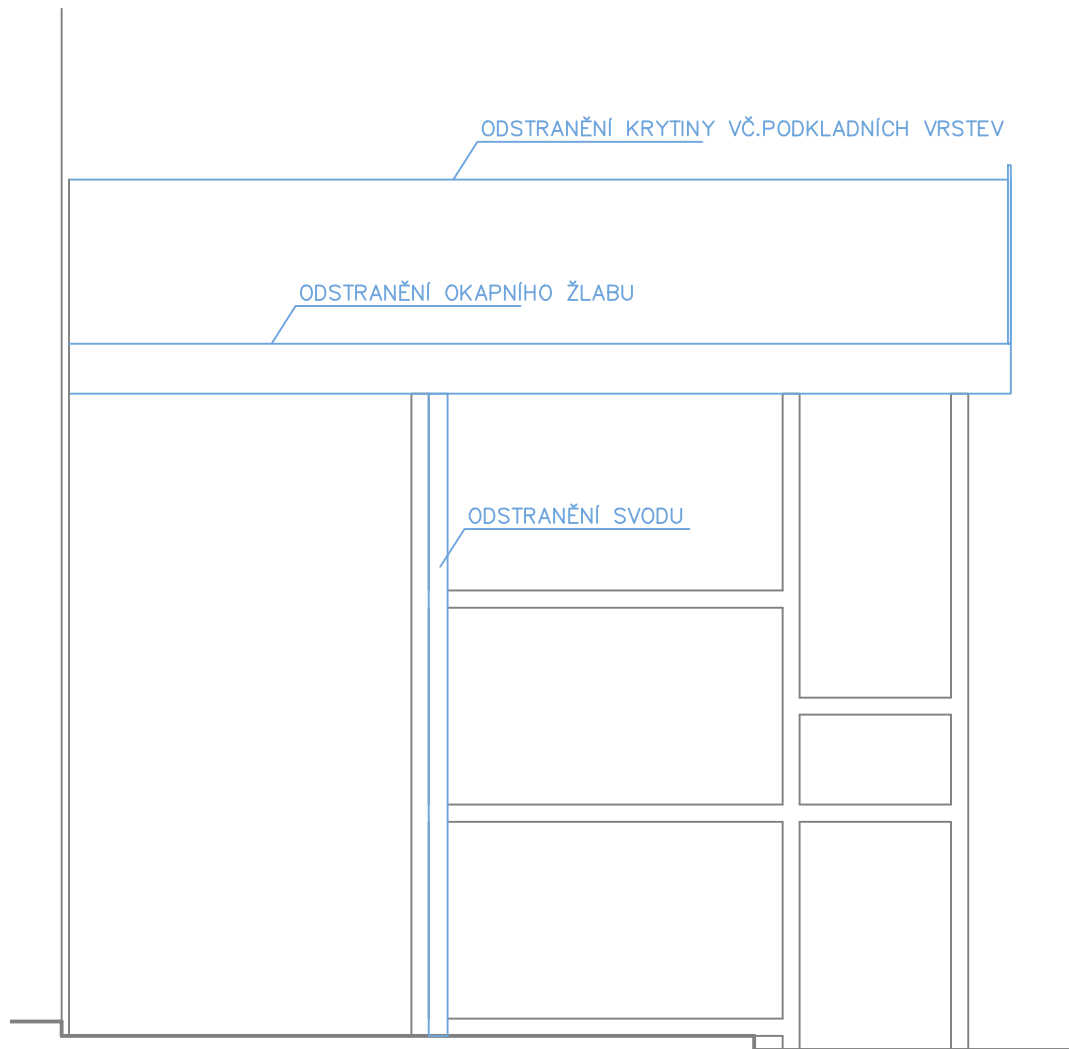 ODSTRANĚNÍ KRYTINY VČ.PODKLADNÍCH VRSTEV
ODSTRANĚNÍ OKAPNÍHO ŽLABU
ODSTRANĚNÍ SVODU